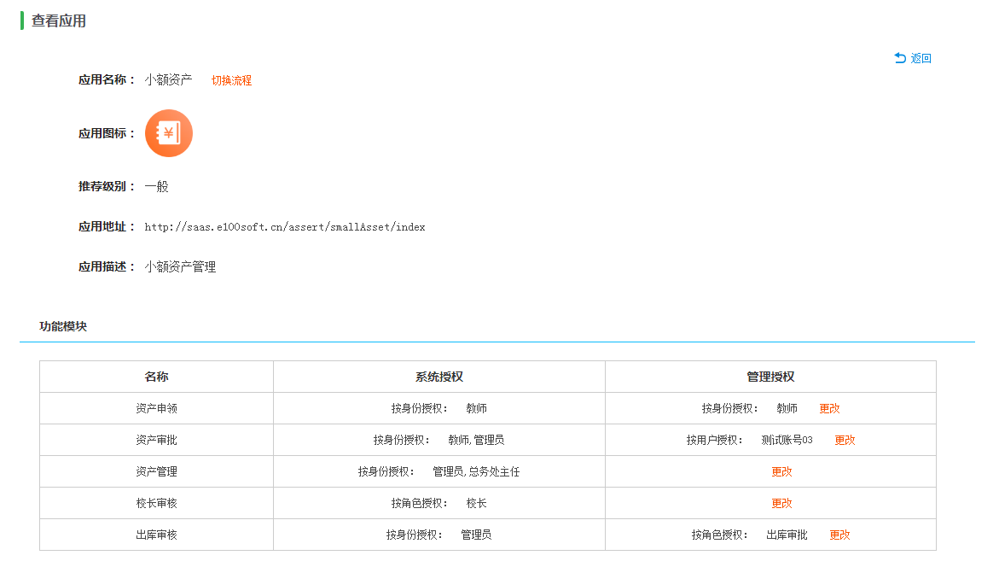 查看应用
返回
应用名称： 小额资产 切换流程
应用图标： ¥
推荐级别： 一般
应用地址： http://saas.e100soft.cn/assert/smallAsset/index
应用描述： 小额资产管理
功能模块
名称 系统授权 管理授权
资产申领 按身份授权： 教师 按身份授权： 教师 更改
资产审批 按身份授权： 教师,管理员 按用户授权： 测试账号03 更改
资产管理 按身份授权： 管理员,总务处主任 更改
校长审核 按角色授权： 校长 更改
出库审核 按身份授权： 管理员 按角色授权： 出库审批 更改